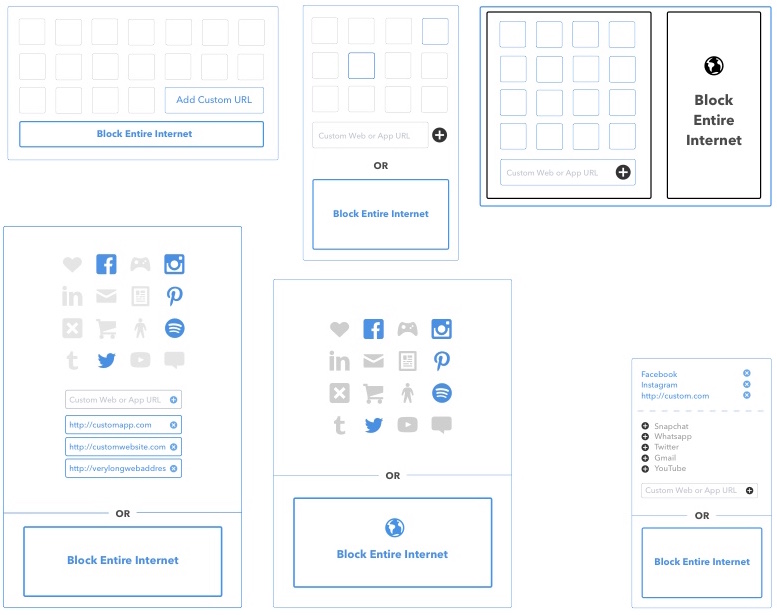 Add Custom URL
Block Entire Internet
Custom Web or App URL
OR
Block Entire Internet
Custom Web or App URL
Block
Entire
Internet
in
t
Custom Web or App URL
http://customapp.com
http://customwebsite.com
http://verylongwebaddres
OR
Block Entire Internet
in
t
OR
Block Entire Internet
Facebook
Instagram
http://custom.com
Snapchat
Whatsapp
Twitter
Gmail
YouTube
Custom Web or App URL
OR
Block Entire Internet